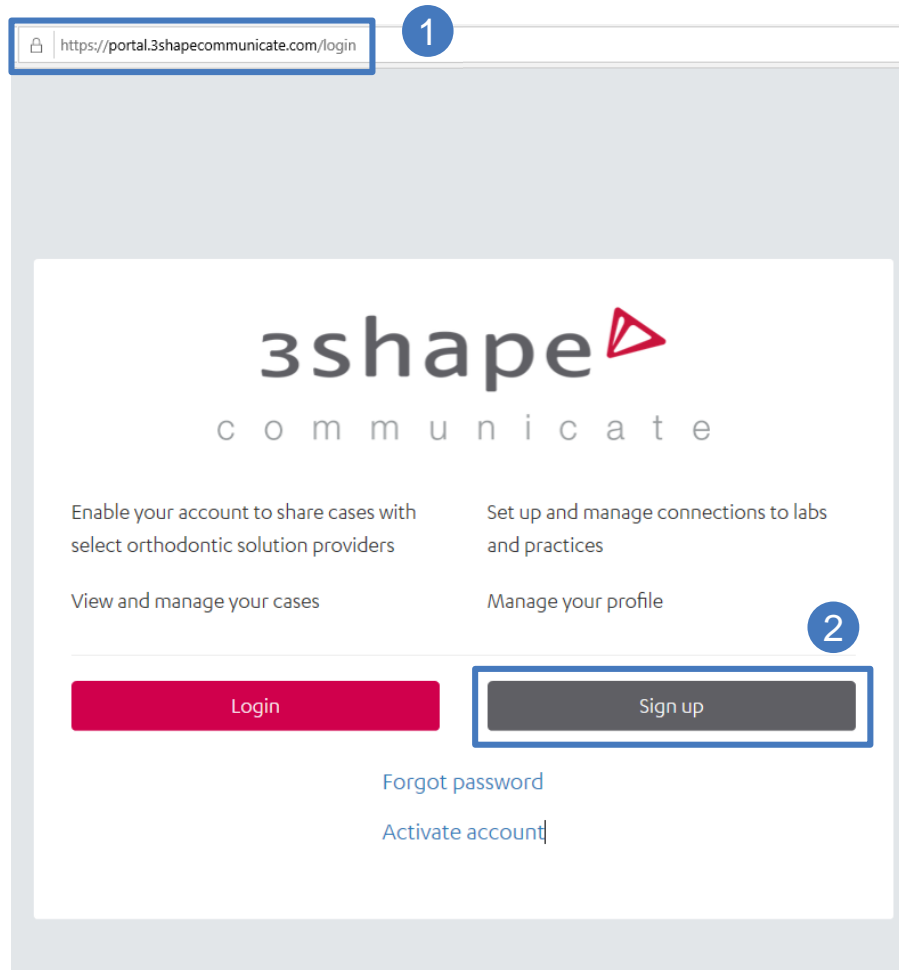 https://portal.3shapecommunicate.com/login
1
3shape
communicate
Enable your account to share cases with
select orthodontic solution providers
Set up and manage connections to labs
and practices
View and manage your cases
Manage your profile
2
Login
Sign up
Forgot password
Activate account